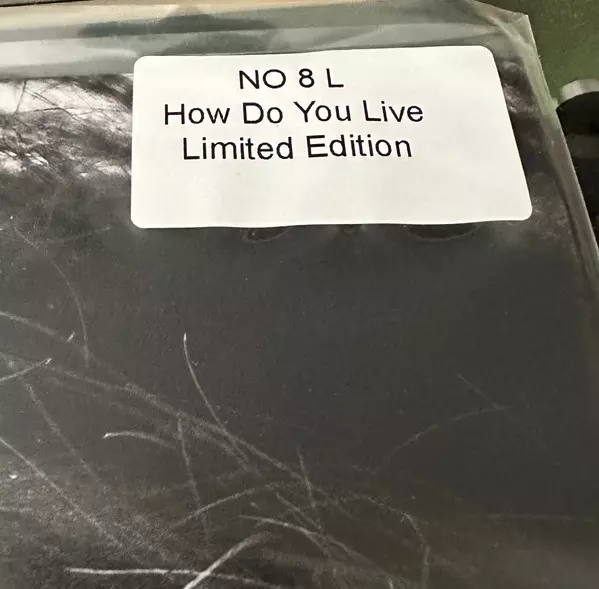 NO 8 L
How Do You Live
Limited Edition